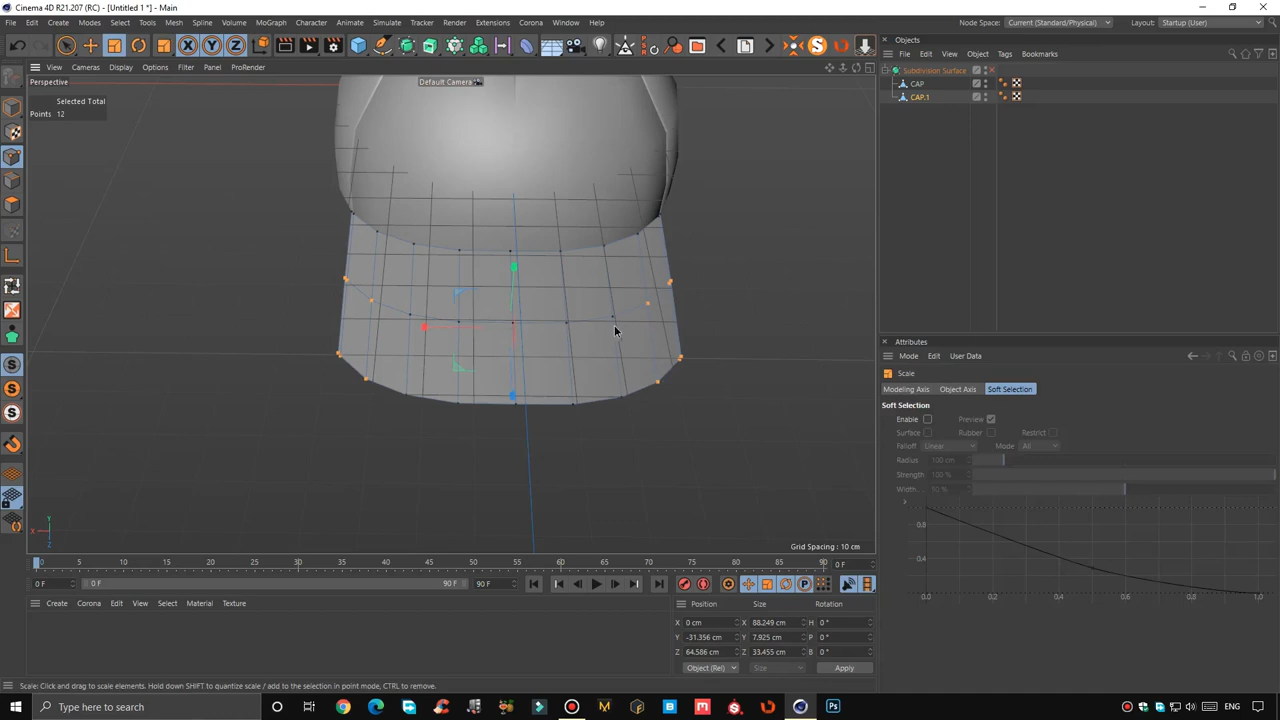 Cinema 4D R21.207 (RC) - [Untitled 1 *] - Main
File Edit Create Modes Select Tools Mesh Spline Volume MoGraph Character Animate Simulate Tracker Render Extensions Corona Window Help
Node Space: Current (Standard/Physical) Layout: Startup (User)
X Y Z
View Cameras Display Options Filter Panel ProRender
Perspective
Default Camera
Selected Total
Points 12
Grid Spacing : 10 cm
Objects
File Edit View Object Tags Bookmarks
Subdivision Surface
CAP
CAP.1
Attributes
Mode Edit User Data
Scale
Modeling Axis Object Axis Soft Selection
Soft Selection
Enable Preview
Surface Rubber Restrict
Falloff Linear Mode All
Radius 100 cm
Strength 100 %
Width 50 %
0.8
0.4
0.0 0.2 0.4 0.6 0.8 1.0
0 5 10 15 20 25 30 35 40 45 50 55 60 65 70 75 80 85 90 0 F
0 F 0 F 90 F 90 F
Create Corona Edit View Select Material Texture
Position Size Rotation
X 0 cm X 88.249 cm H 0 °
Y -31.356 cm Y 7.925 cm P 0 °
Z 64.586 cm Z 33.455 cm B 0 °
Object (Rel) Size Apply
Scale: Click and drag to scale elements. Hold down SHIFT to quantize scale / add to the selection in point mode, CTRL to remove.
Type here to search
ENG